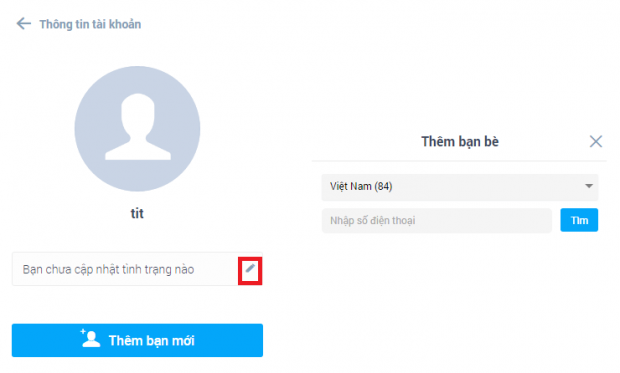 Thông tin tài khoản
tit
Bạn chưa cập nhật tình trạng nào
Thêm bạn mới
Thêm bạn bè
Việt Nam (84)
Nhập số điện thoại
Tìm